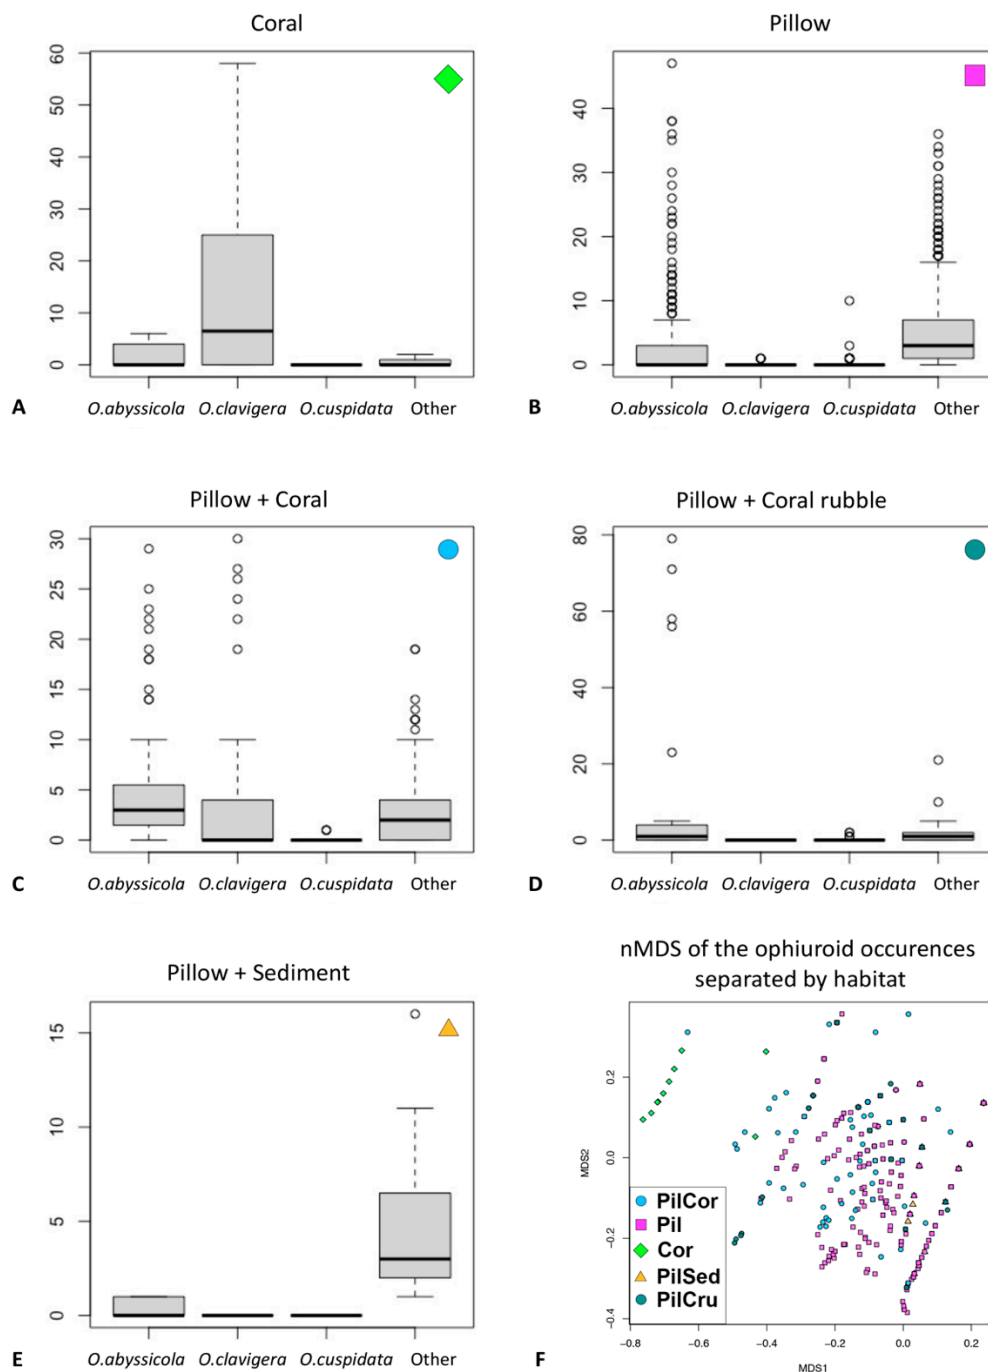 Coral
60
50
40
30
20
10
0
A
O.abyssicola O.clavigera O.cuspidata Other
Pillow
40
30
20
10
0
B
O.abyssicola O.clavigera O.cuspidata Other
Pillow + Coral
30
25
20
15
10
5
0
C
O.abyssicola O.clavigera O.cuspidata Other
Pillow + Coral rubble
80
60
40
20
0
D
O.abyssicola O.clavigera O.cuspidata Other
Pillow + Sediment
15
10
5
0
E
O.abyssicola O.clavigera O.cuspidata Other
nMDS of the ophiuroid occurences
separated by habitat
0.2
0.0
−0.2
−0.4
MDS2
PilCor
Pil
Cor
PilSed
PilCru
−0.8 −0.6 −0.4 −0.2 0.0 0.2
MDS1
F